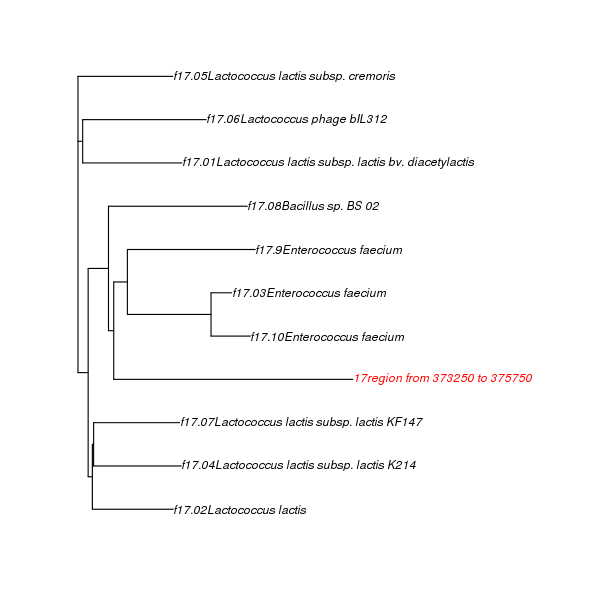 f17.05Lactococcus lactis subsp. cremoris
f17.06Lactococcus phage bIL312
f17.01Lactococcus lactis subsp. lactis bv. diacetylactis
f17.08Bacillus sp. BS 02
f17.9Enterococcus faecium
f17.03Enterococcus faecium
f17.10Enterococcus faecium
17region from 373250 to 375750
f17.07Lactococcus lactis subsp. lactis KF147
f17.04Lactococcus lactis subsp. lactis K214
f17.02Lactococcus lactis